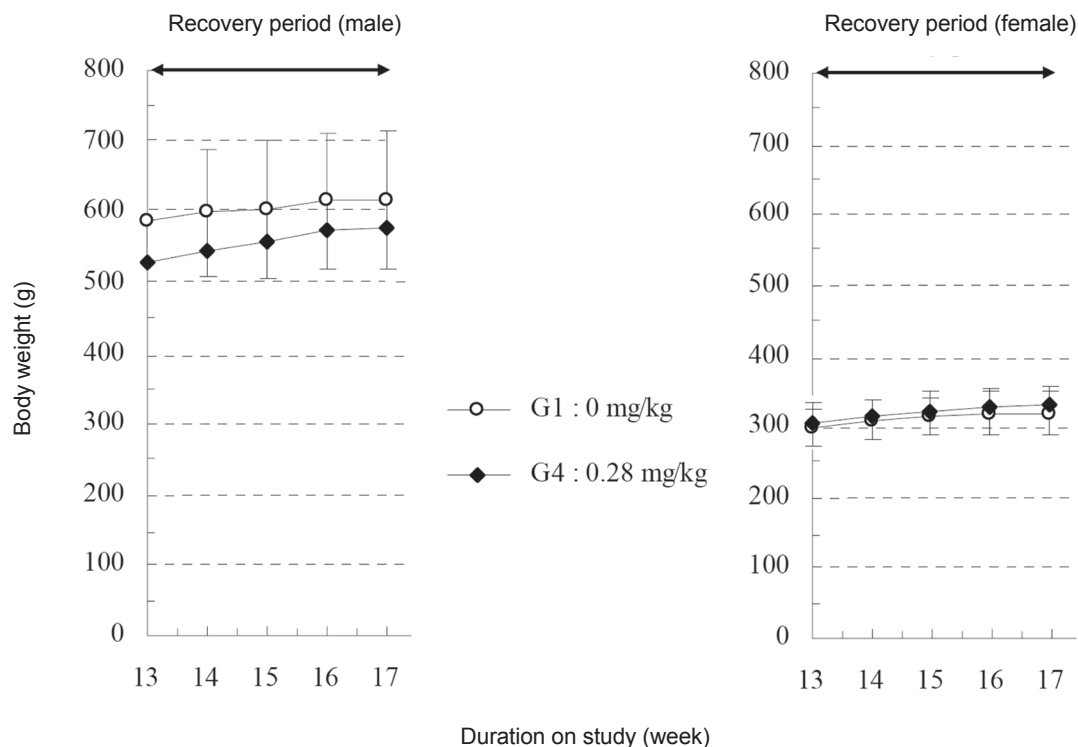 Recovery period (male)
800
700
600
500
400
300
200
100
0
13 14 15 16 17
Body weight (g)
G1 : 0 mg/kg
G4 : 0.28 mg/kg
Recovery period (female)
800
700
600
500
400
300
200
100
0
13 14 15 16 17
Duration on study (week)